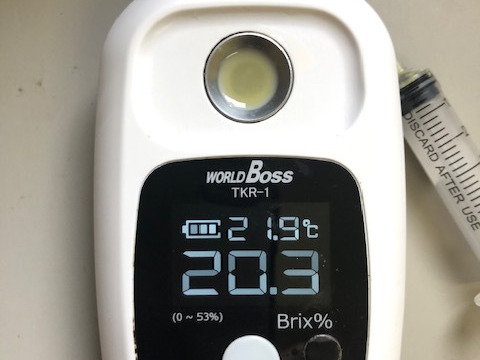 WORLD BOSS
TKR-1
21.9℃
20.3
(0 ~ 53%)
Brix%
DISCARD AFTER USE